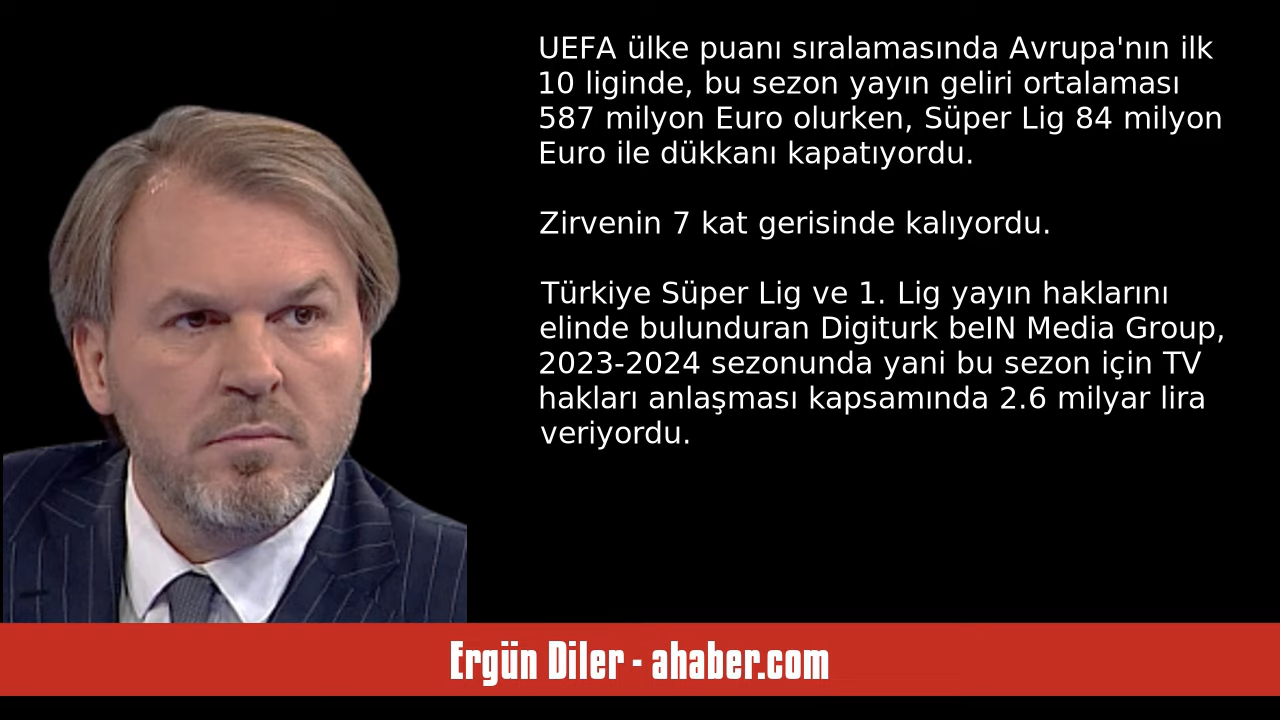 UEFA ülke puanı sıralamasında Avrupa'nın ilk
10 liginde, bu sezon yayın geliri ortalaması
587 milyon Euro olurken, Süper Lig 84 milyon
Euro ile dükkanı kapatıyordu.
Zirvenin 7 kat gerisinde kalıyordu.
Türkiye Süper Lig ve 1. Lig yayın haklarını
elinde bulunduran Digiturk beIN Media Group,
2023-2024 sezonunda yani bu sezon için TV
hakları anlaşması kapsamında 2.6 milyar lira
veriyordu.
Ergün Diler - ahaber.com